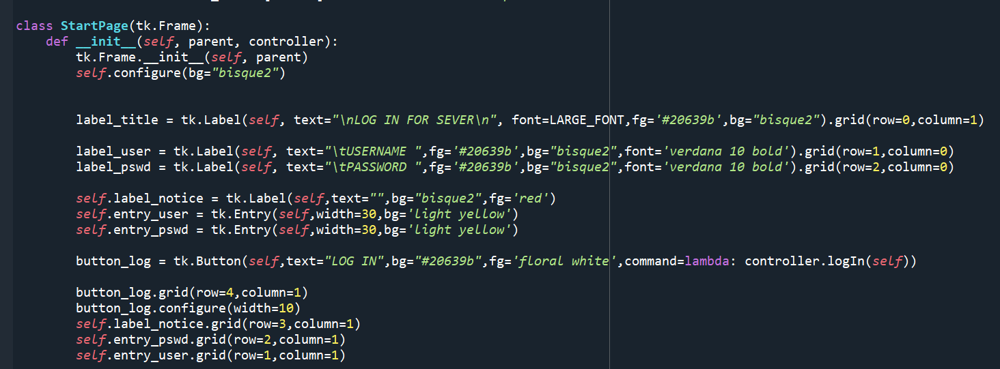 class StartPage(tk.Frame):
    def __init__(self, parent, controller):
        tk.Frame.__init__(self, parent)
        self.configure(bg="bisque2")
        label_title = tk.Label(self, text="\nLOG IN FOR SEVER\n", font=LARGE_FONT,fg='#20639b',bg="bisque2").grid(row=0,column=1)
        label_user = tk.Label(self, text="\tUSERNAME ",fg='#20639b',bg="bisque2",font='verdana 10 bold').grid(row=1,column=0)
        label_pswd = tk.Label(self, text="\tPASSWORD ",fg='#20639b',bg="bisque2",font='verdana 10 bold').grid(row=2,column=0)
        self.label_notice = tk.Label(self,text="",bg="bisque2",fg='red')
        self.entry_user = tk.Entry(self,width=30,bg='light yellow')
        self.entry_pswd = tk.Entry(self,width=30,bg='light yellow')
        button_log = tk.Button(self,text="LOG IN",bg="#20639b",fg='floral white',command=lambda: controller.logIn(self))
        button_log.grid(row=4,column=1)
        button_log.configure(width=10)
        self.label_notice.grid(row=3,column=1)
        self.entry_pswd.grid(row=2,column=1)
        self.entry_user.grid(row=1,column=1)